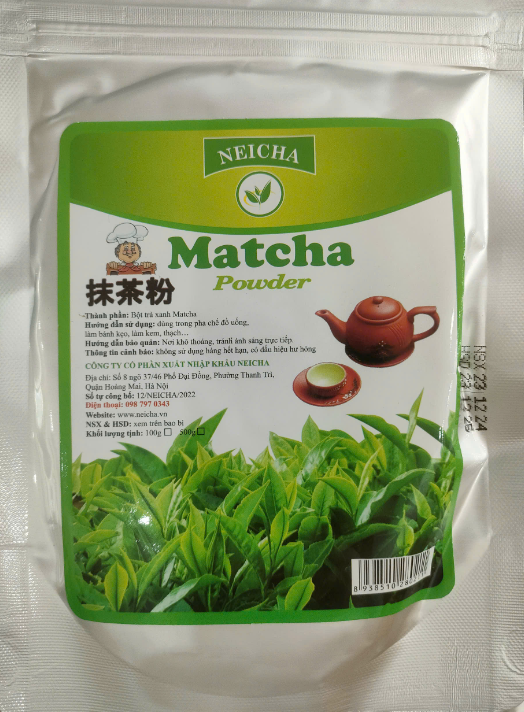 NEICHA
Matcha
Powder
抹茶粉
Thành phần: Bột trà xanh Matcha
Hướng dẫn sử dụng: dùng trong pha chế đồ uống,
làm bánh kẹo, làm kem, thạch...
Hướng dẫn bảo quản: Nơi khô thoáng, tránh ánh sáng trực tiếp
Thông tin cảnh báo: không sử dụng hàng hết hạn, có dấu hiệu hư hỏng
CÔNG TY CỔ PHẦN XUẤT NHẬP KHẨU NEICHA
Địa chỉ: Số 8 ngõ 37/46 Phố Đại Đồng, Phường Thanh Trì,
Quận Hoàng Mai, Hà Nội
Số tự công bố: 12/NEICHA/2022
Điện thoại: 098 797 0343
Website: www.neicha.vn
NSX & HSD: xem trên bao bì
Khối lượng tịnh: 100g 500g
NSX 23 12 24
HSD 23 12 26
8 938510 28